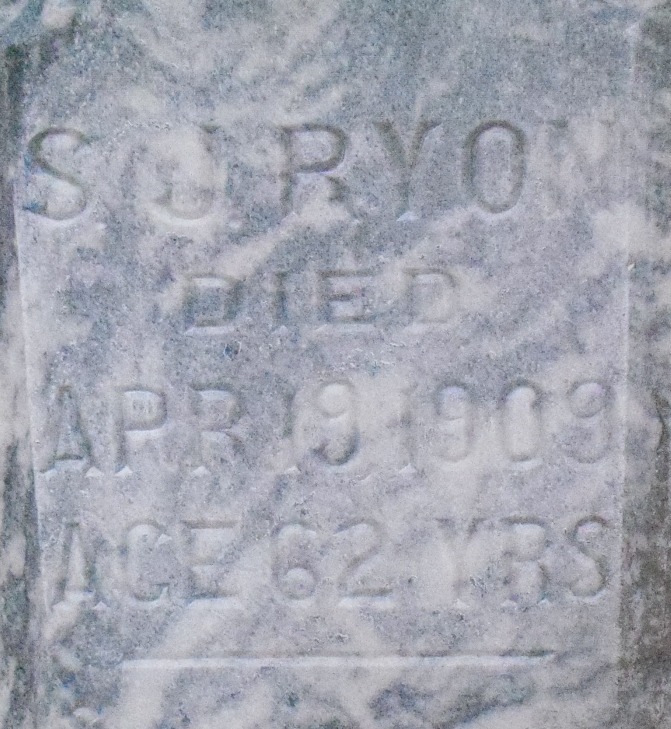 S. J. RYON
DIED
APR 19 1909
AGE 62 YRS